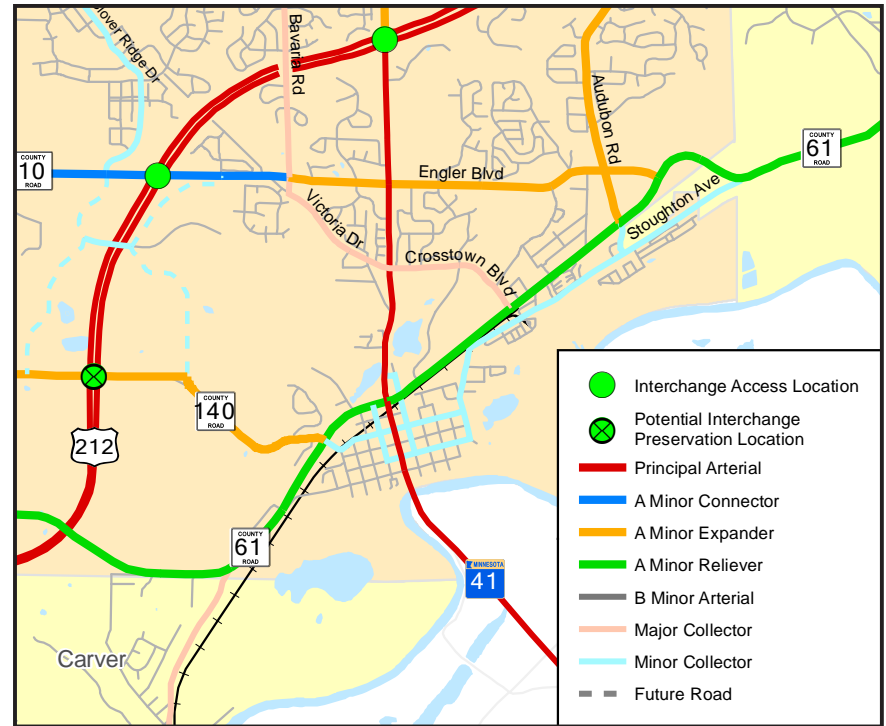 Clover Ridge Dr
Bavaria Rd
Audubon Rd
COUNTY
61
ROAD
COUNTY
10
ROAD
Engler Blvd
Stoughton Ave
Victoria Dr
Crosstown Blvd
COUNTY
140
ROAD
212
COUNTY
61
ROAD
MINNESOTA
41
Carver
Interchange Access Location
Potential Interchange
Preservation Location
Principal Arterial
A Minor Connector
A Minor Expander
A Minor Reliever
B Minor Arterial
Major Collector
Minor Collector
Future Road